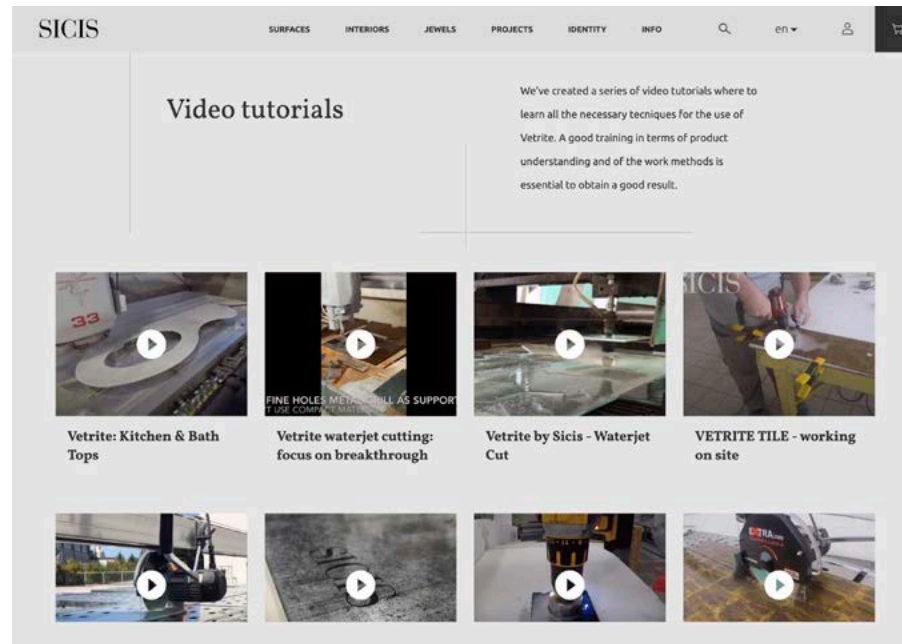 SICIS
SURFACES INTERIORS JEWELS PROJECTS IDENTITY INFO en
Video tutorials
We've created a series of video tutorials where to
learn all the necessary tecniques for the use of
Vetrite. A good training in terms of product
understanding and of the work methods is
essential to obtain a good result.
33
FINE HOLES METAL GRILL AS SUPPORT
T USE COMPACT
SICIS
Vetrite: Kitchen & Bath
Tops
Vetrite waterjet cutting:
focus on breakthrough
Vetrite by Sicis - Waterjet
Cut
VETRITE TILE - working
on site
SICIS
EXTRA